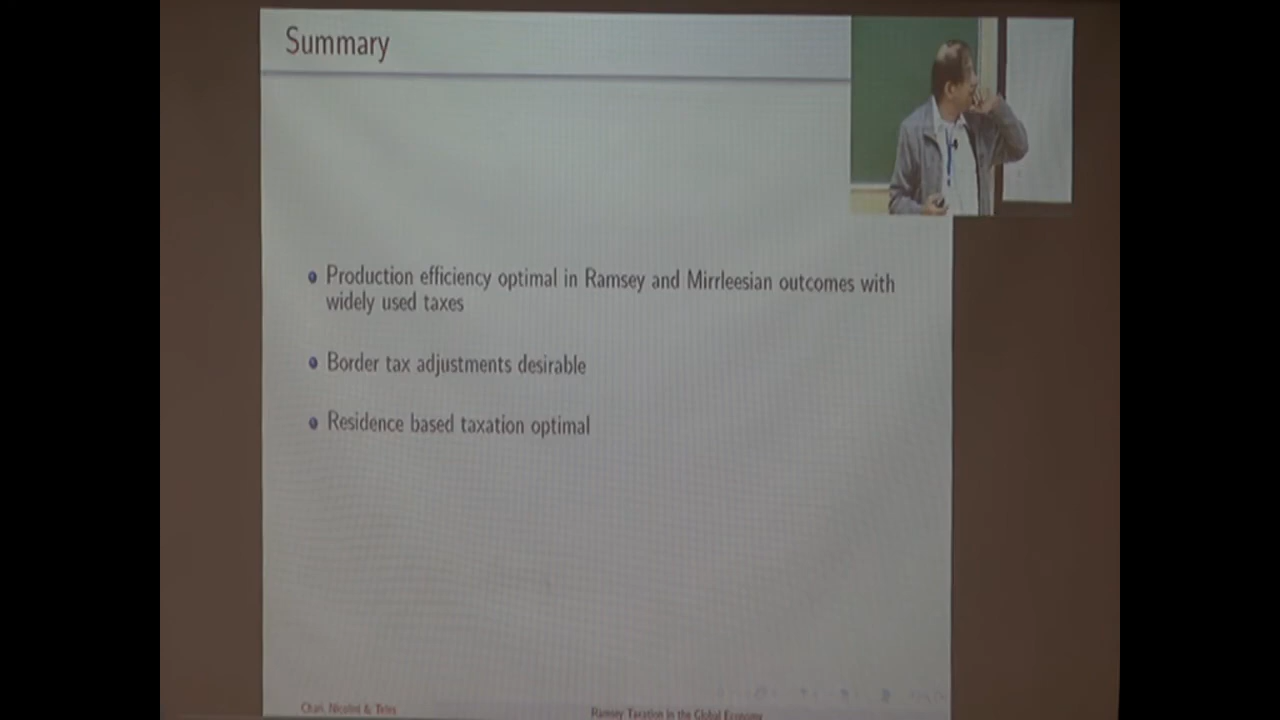 Summary
Production efficiency optimal in Ramsey and Mirrleesian outcomes with
widely used taxes
Border tax adjustments desirable
Residence based taxation optimal
Chari, Nicolini & Teles
Ramsey Taxation in the Global Economy